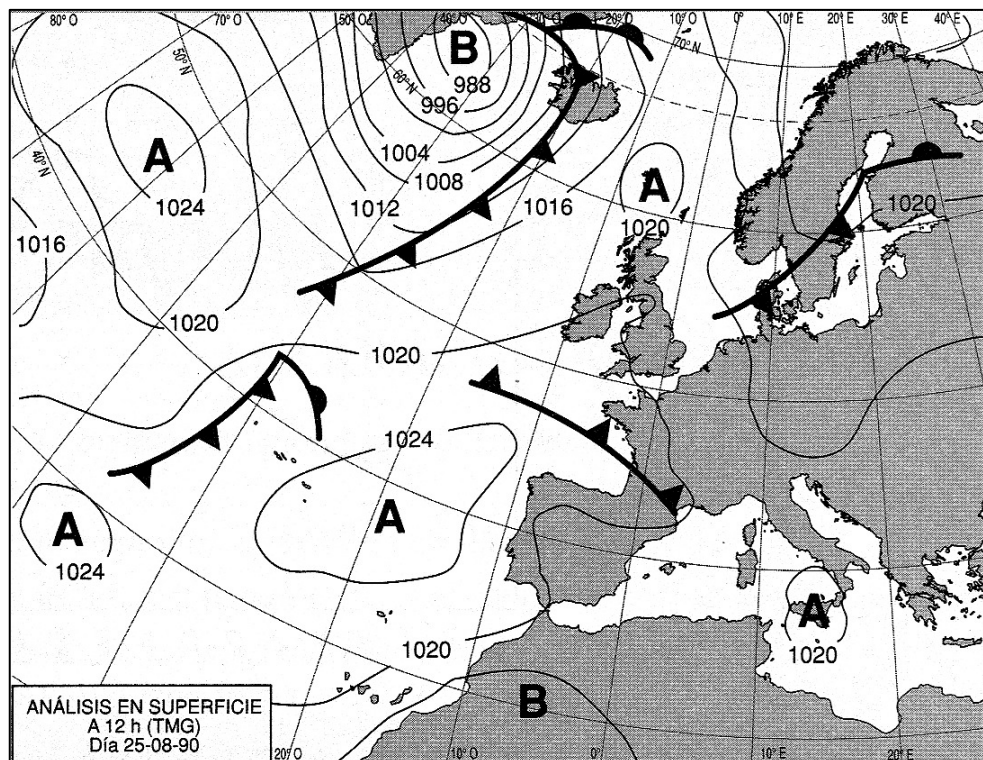 80° O
70° O
50° O
40° O
30° O
20° O
10° O
0°
10° E
20° E
30° E
40° E
50° N
60° N
70° N
40° N
B
988
996
A
1024
1004
1008
1012
1016
A
1020
1020
1016
1020
1020
1024
A
A
1024
A
1020
1020
B
ANÁLISIS EN SUPERFICIE
A 12 h (TMG)
Día 25-08-90
20° O
10° O
0°
10° E
20° E